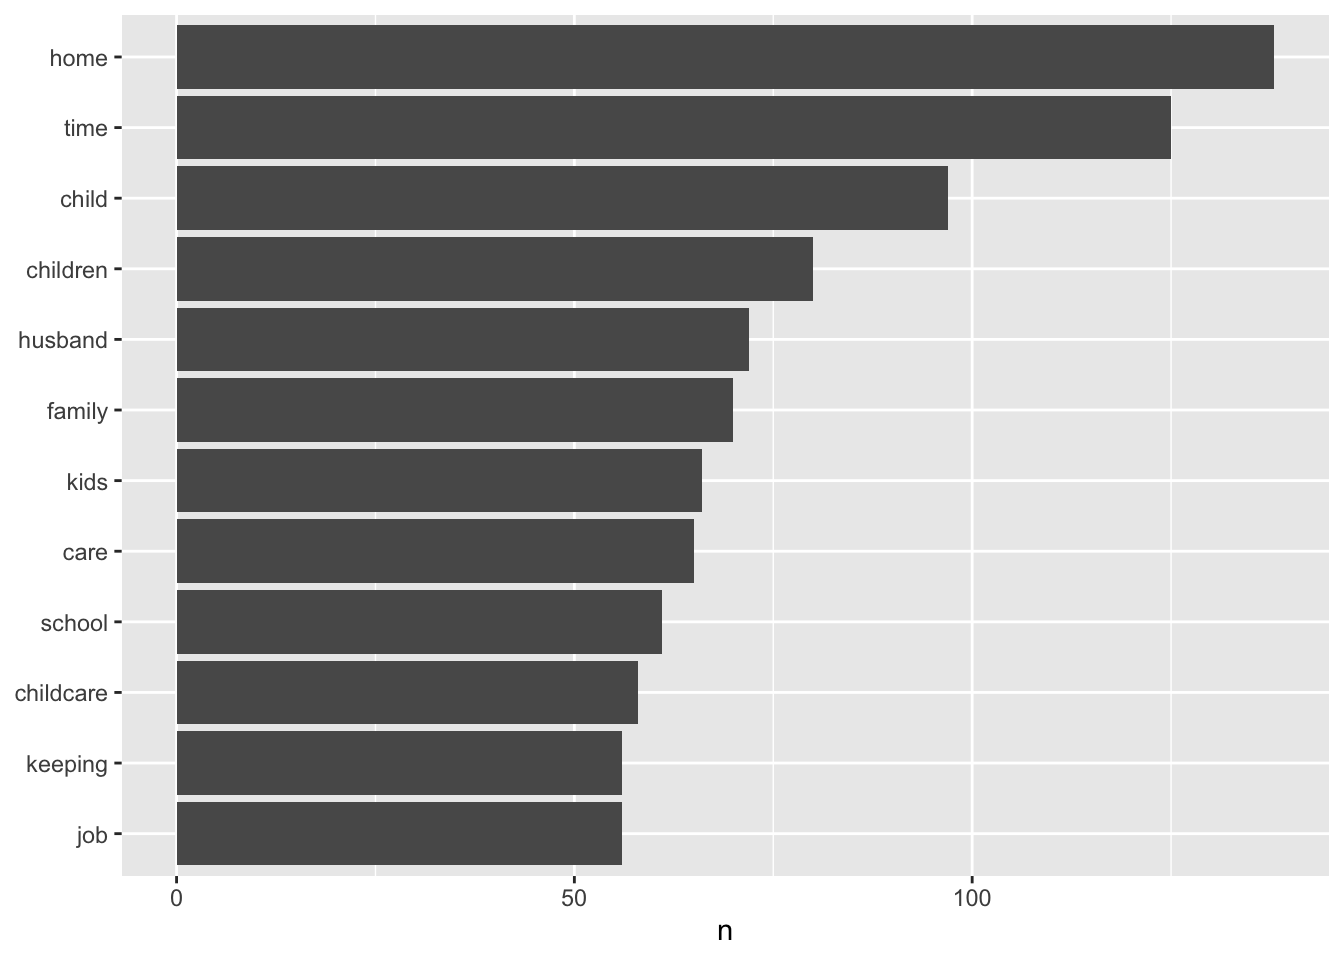 home
time
child
children
husband
family
kids
care
school
childcare
keeping
job
0 50 100
n